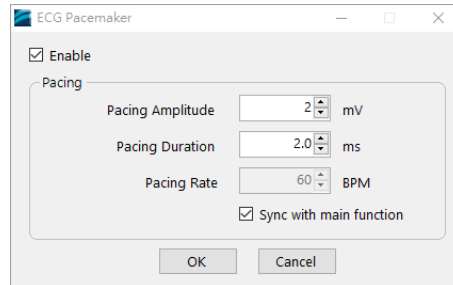 ECG Pacemaker
Enable
Pacing
Pacing Amplitude 2 mV
Pacing Duration 2.0 ms
Pacing Rate 60 BPM
Sync with main function
OK Cancel